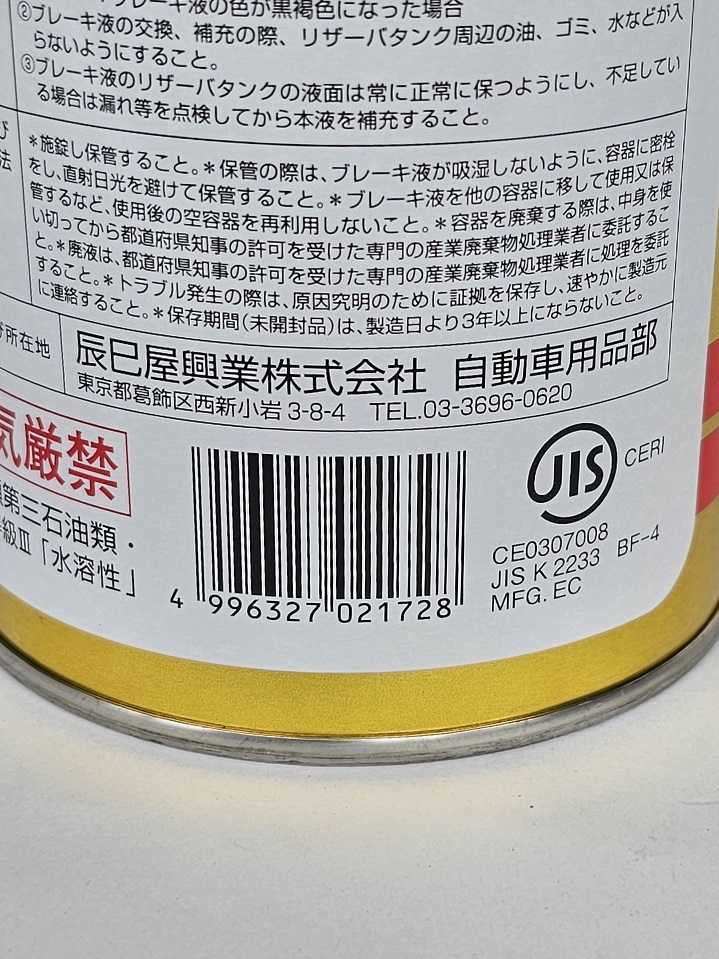 ブレーキ液の色が黒褐色になった場合
②ブレーキ液の交換、補充の際、リザーバタンク周辺の油、ゴミ、水などが入
らないようにすること。
③ブレーキ液のリザーバタンクの液面は常に正常に保つようにし、不足してい
る場合は漏れ等を点検してから本液を補充すること。
び
法
＊施錠し保管すること。＊保管の際は、ブレーキ液が吸湿しないように、容器に密栓
をし、直射日光を避けて保管すること。＊ブレーキ液を他の容器に移して使用又は保
管するなど、使用後の空容器を再利用しないこと。＊容器を廃棄する際は、中身を使
い切ってから都道府県知事の許可を受けた専門の産業廃棄物処理業者に委託するこ
と。＊廃液は、都道府県知事の許可を受けた専門の産業廃棄物処理業者に処理を委託
すること。＊トラブル発生の際は、原因究明のために証拠を保存し、速やかに製造元
に連絡すること。＊保存期間（未開封品）は、製造日より3年以上にならないこと。
所在地
辰巳屋興業株式会社 自動車用品部
東京都葛飾区西新小岩3-8-4 TEL.03-3696-0620
気厳禁
第三石油類・
級Ⅲ「水溶性」
4 996327 021728
JIS CERI
CE0307008
JIS K 2233 BF-4
MFG. EC